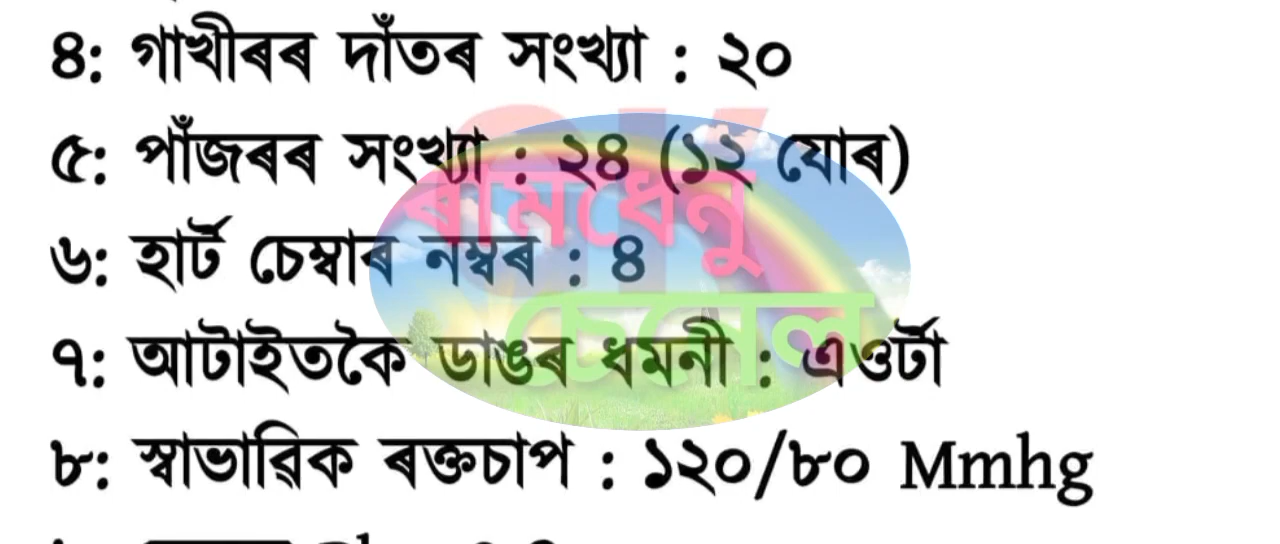 ৪: গাখীৰৰ দাঁতৰ সংখ্যা : ২০
৫: পাঁজৰৰ সংখ্যা : ২৪ (১২ যোৰ)
ৰামধেনু
৬: হাৰ্ট চেম্বাৰ নম্বৰ : ৪
চেনেল
৭: আটাইতকৈ ডাঙৰ ধমনী : এওৰ্টা
৮: স্বাভাৱিক ৰক্তচাপ : ১২০/৮০ Mmhg